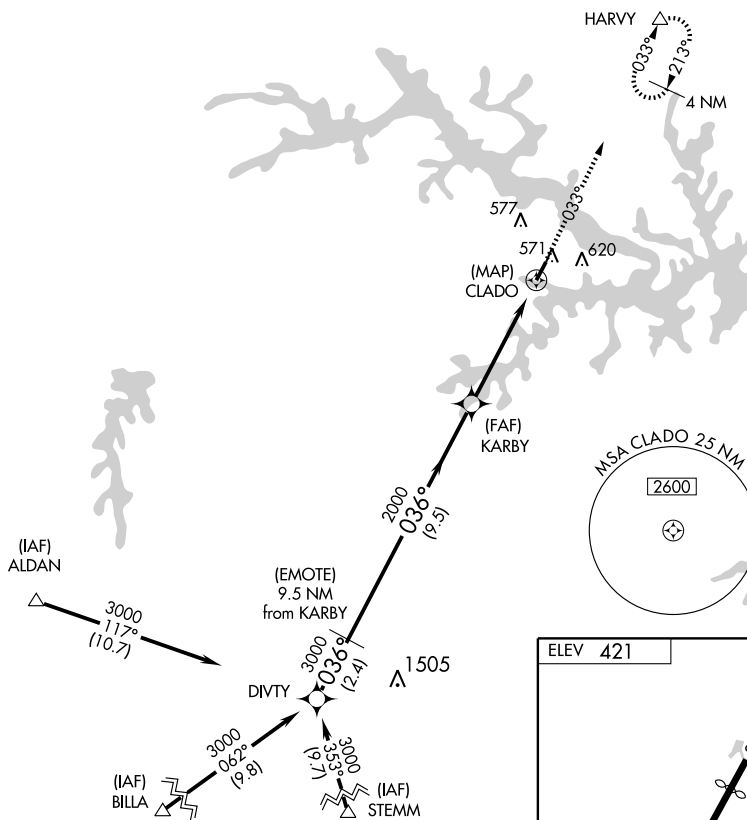 HARVY
033°
213°
4 NM
577
033°
571
620
(MAP)
CLADO
(FAF)
KARBY
MSA CLADO 25 NM
2600
2000
036°
(9.5)
(IAF)
ALDAN
3000
117°
(10.7)
(EMOTE)
9.5 NM
from KARBY
3000
036°
(2.4)
1505
ELEV 421
DIVTY
3000
062°
(9.8)
3000
353°
(9.7)
(IAF)
BILLA
(IAF)
STEMM